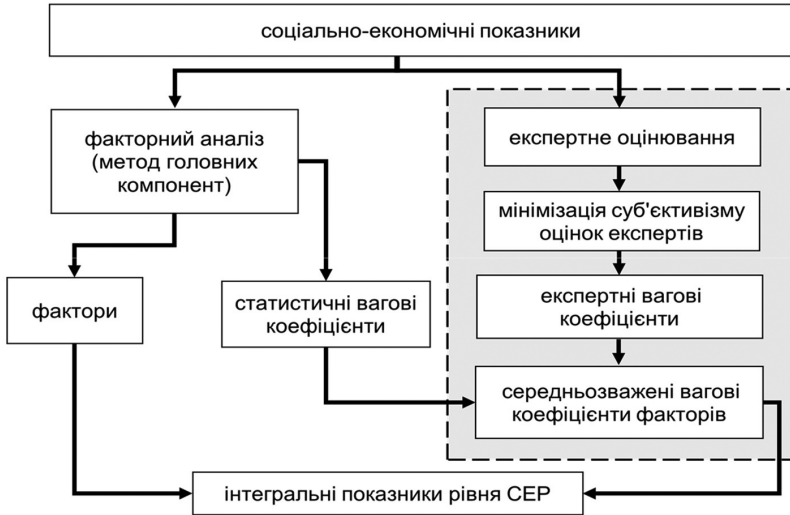 соціально-економічні показники
факторний аналіз
(метод головних
компонент)
експертне оцінювання
мінімізація суб'єктивізму
оцінок експертів
фактори
статистичні вагові
коефіцієнти
експертні вагові
коефіцієнти
середньозважені вагові
коефіцієнти факторів
інтегральні показники рівня СЕР